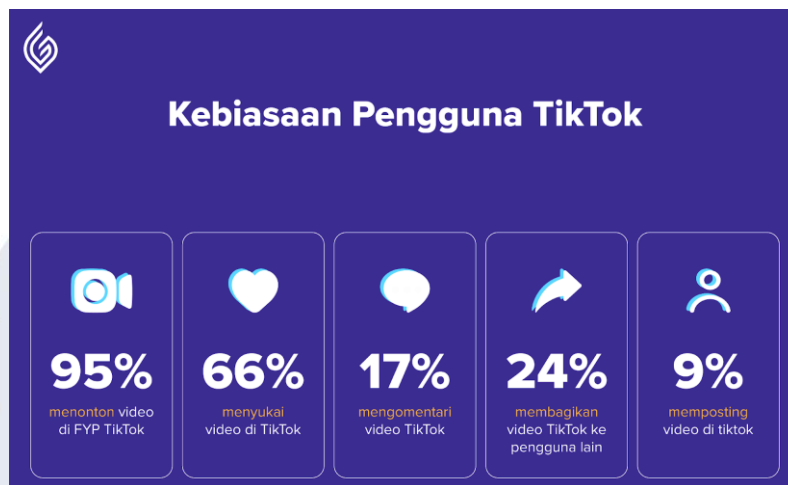 Kebiasaan Pengguna TikTok
95%
menonton video
di FYP TikTok
66%
menyukai
video di TikTok
17%
mengomentari
video TikTok
24%
membagikan
video TikTok ke
pengguna lain
9%
memposting
video di tiktok